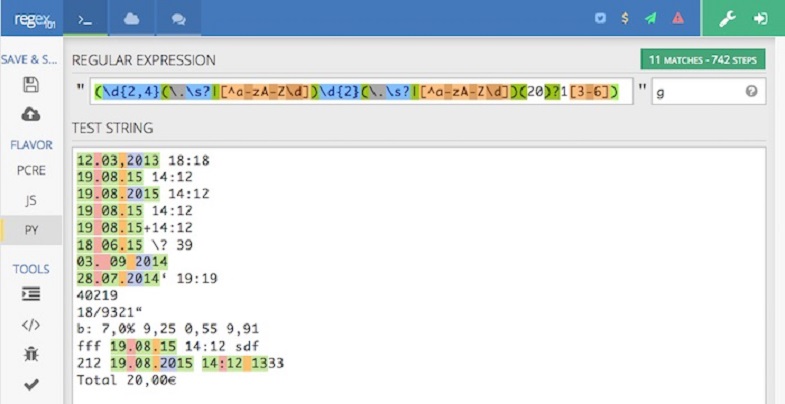 regex101
SAVE & S...
REGULAR EXPRESSION
11 MATCHES - 742 STEPS
" (\d{2,4}(\.\s?|[^a-zA-Z\d])\d{2}(\.\s?|[^a-zA-Z\d])(20)?1[3-6]) " g
FLAVOR
PCRE
JS
PY
TOOLS
TEST STRING
12.03,2013 18:18
19.08.15 14:12
19.08.2015 14:12
19 08.15 14:12
19 08.15+14:12
18 06.15 \? 39
03. 09 2014
28.07.2014‘ 19:19
40219
18/9321“
b: 7,0% 9,25 0,55 9,91
fff 19.08.15 14:12 sdf
212 19.08.2015 14:12 1333
Total 20,00€